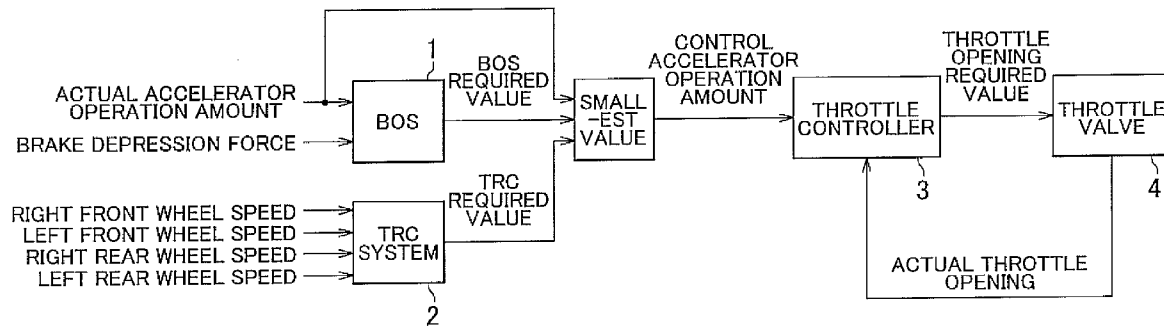 1
ACTUAL ACCELERATOR
OPERATION AMOUNT
BRAKE DEPRESSION FORCE
BOS
BOS
REQUIRED
VALUE
SMALL
-EST
VALUE
CONTROL
ACCELERATOR
OPERATION
AMOUNT
THROTTLE
CONTROLLER
3
THROTTLE
OPENING
REQUIRED
VALUE
THROTTLE
VALVE
4
RIGHT FRONT WHEEL SPEED
LEFT FRONT WHEEL SPEED
RIGHT REAR WHEEL SPEED
LEFT REAR WHEEL SPEED
TRC
SYSTEM
2
TRC
REQUIRED
VALUE
ACTUAL THROTTLE
OPENING